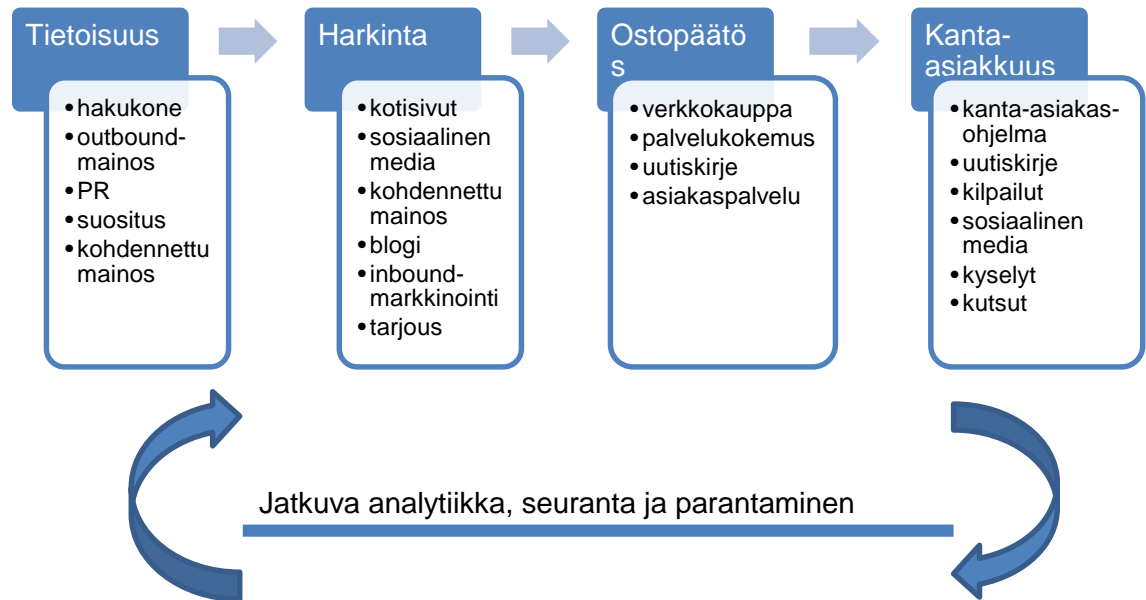 Tietoisuus
• hakukone
• outbound-
mainos
• PR
• suositus
• kohdennettu
mainos
Harkinta
• kotisivut
• sosiaalinen
media
• kohdennettu
mainos
• blogi
• inbound-
markkinointi
• tarjous
Ostopäätö
s
• verkkokauppa
• palvelukokemus
• uutiskirje
• asiakaspalvelu
Kanta-
asiakkuus
• kanta-asiakas-
ohjelma
• uutiskirje
• kilpailut
• sosiaalinen
media
• kyselyt
• kutsut
Jatkuva analytiikka, seuranta ja parantaminen